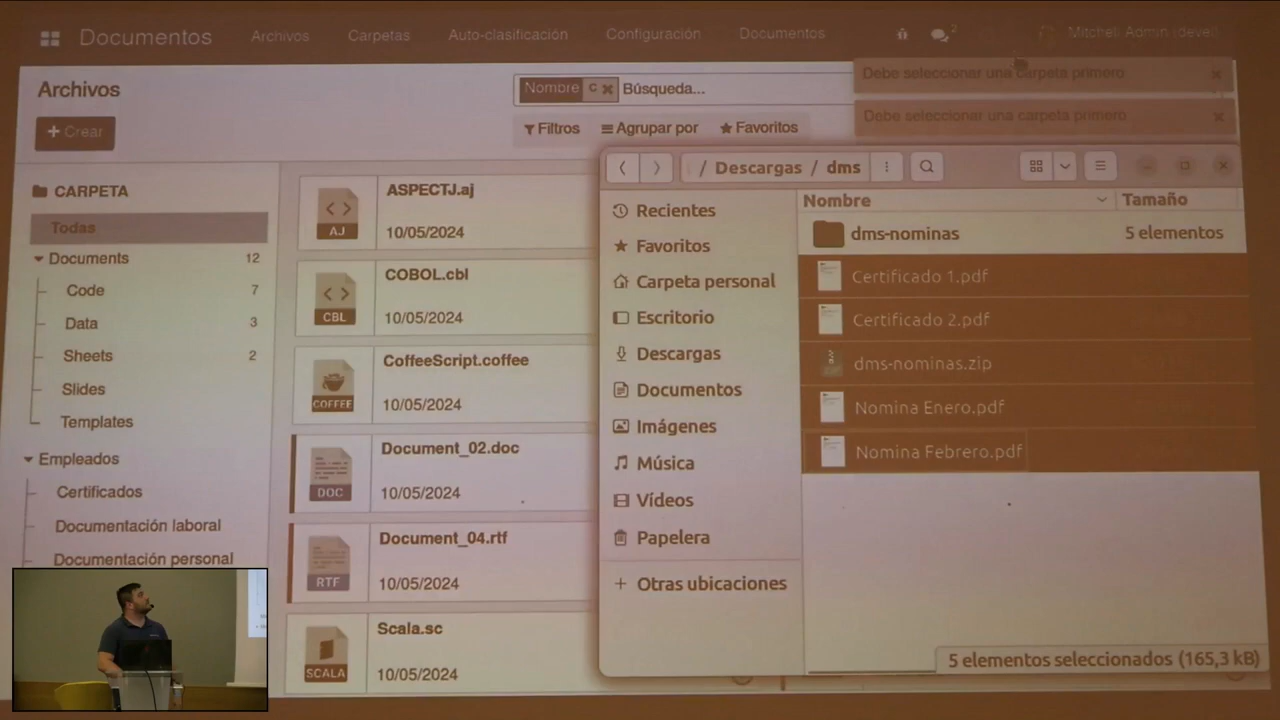 Documentos Archivos Carpetas Auto-clasificación Configuración Documentos 2 Mitchell Admin (devel)
Archivos
Nombre c × Búsqueda...
Debe seleccionar una carpeta primero ×
Debe seleccionar una carpeta primero ×
+ Crear
Filtros Agrupar por Favoritos
CARPETA
Todas
Documents 12
Code 7
Data 3
Sheets 2
Slides
Templates
Empleados
Certificados
Documentación laboral
Documentación personal
AJ
ASPECTJ.aj
10/05/2024
CBL
COBOL.cbl
10/05/2024
COFFEE
CoffeeScript.coffee
10/05/2024
DOC
Document_02.doc
10/05/2024
RTF
Document_04.rtf
10/05/2024
SCALA
Scala.sc
10/05/2024
/ Descargas / dms
Recientes
Favoritos
Carpeta personal
Escritorio
Descargas
Documentos
Imágenes
Música
Vídeos
Papelera
+ Otras ubicaciones
Nombre Tamaño
dms-nominas 5 elementos
Certificado 1.pdf
Certificado 2.pdf
dms-nominas.zip
Nomina Enero.pdf
Nomina Febrero.pdf
5 elementos seleccionados (165,3 kB)